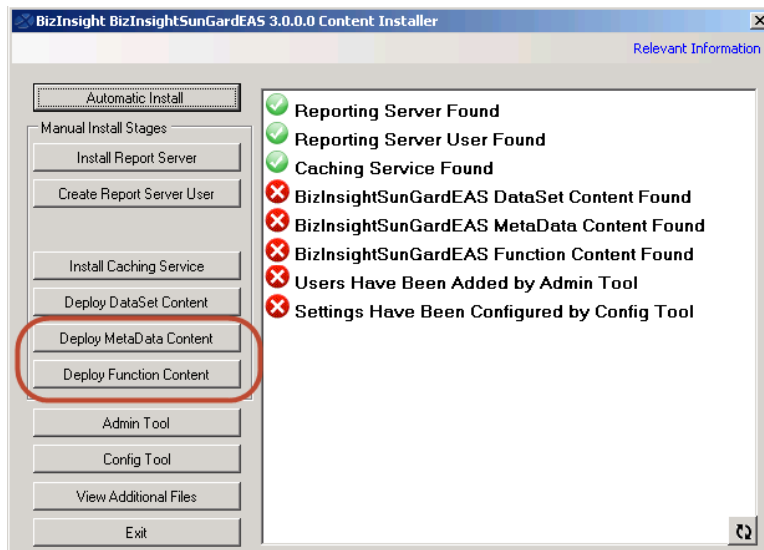 BizInsight BizInsightSunGardEAS 3.0.0.0 Content Installer
Relevant Information
Automatic Install
Manual Install Stages
Install Report Server
Create Report Server User
Install Caching Service
Deploy DataSet Content
Deploy MetaData Content
Deploy Function Content
Admin Tool
Config Tool
View Additional Files
Exit
Reporting Server Found
Reporting Server User Found
Caching Service Found
BizInsightSunGardEAS DataSet Content Found
BizInsightSunGardEAS MetaData Content Found
BizInsightSunGardEAS Function Content Found
Users Have Been Added by Admin Tool
Settings Have Been Configured by Config Tool